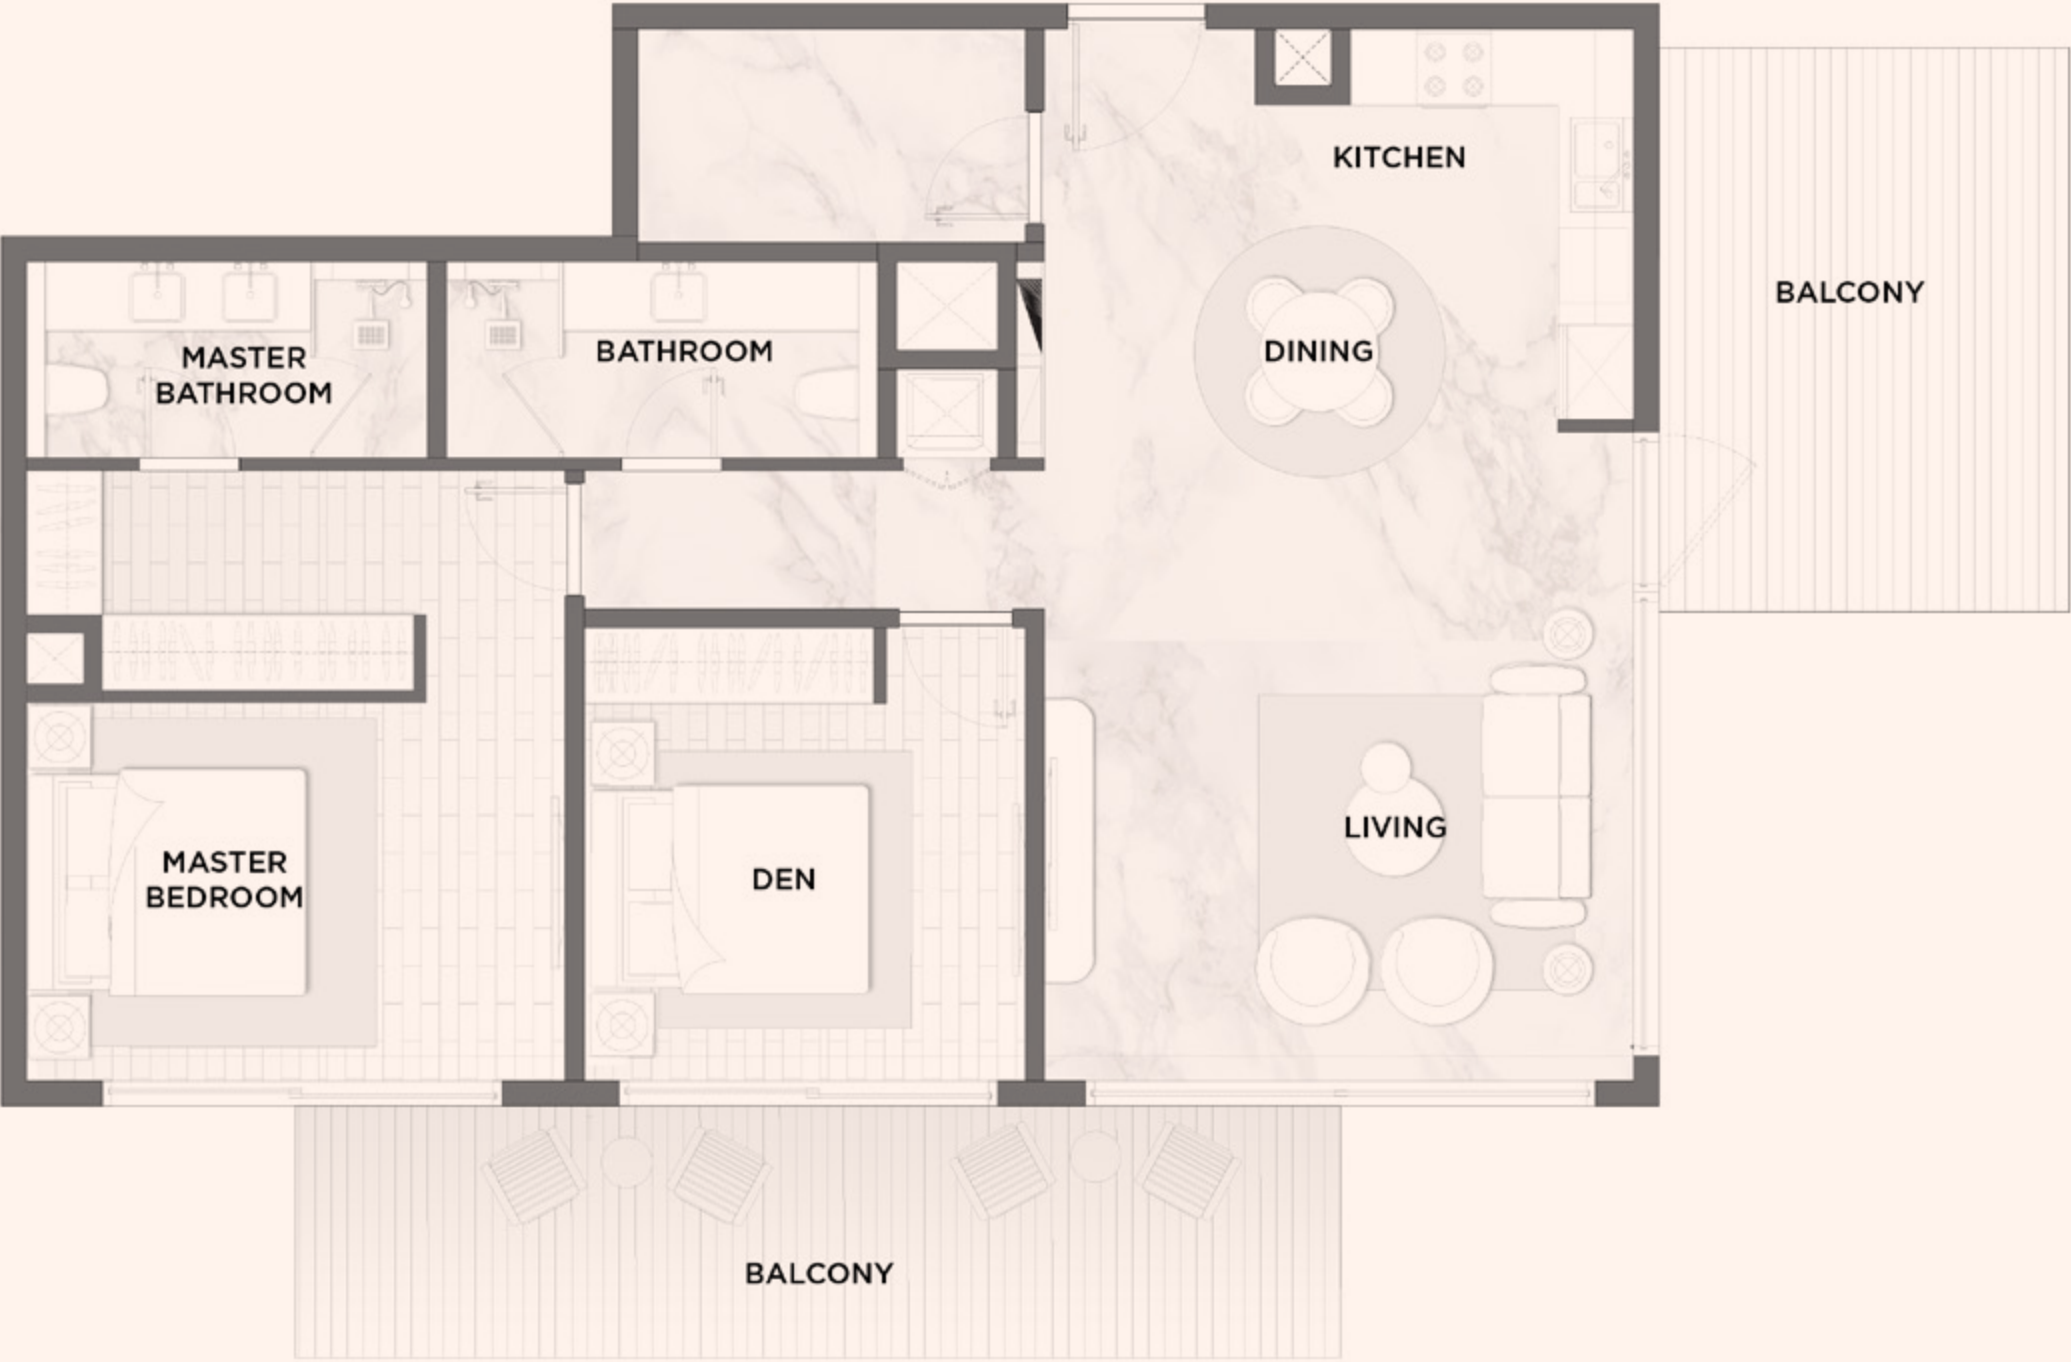 KITCHEN
BALCONY
DINING
BATHROOM
MASTER
BATHROOM
LIVING
MASTER
BEDROOM
DEN
BALCONY